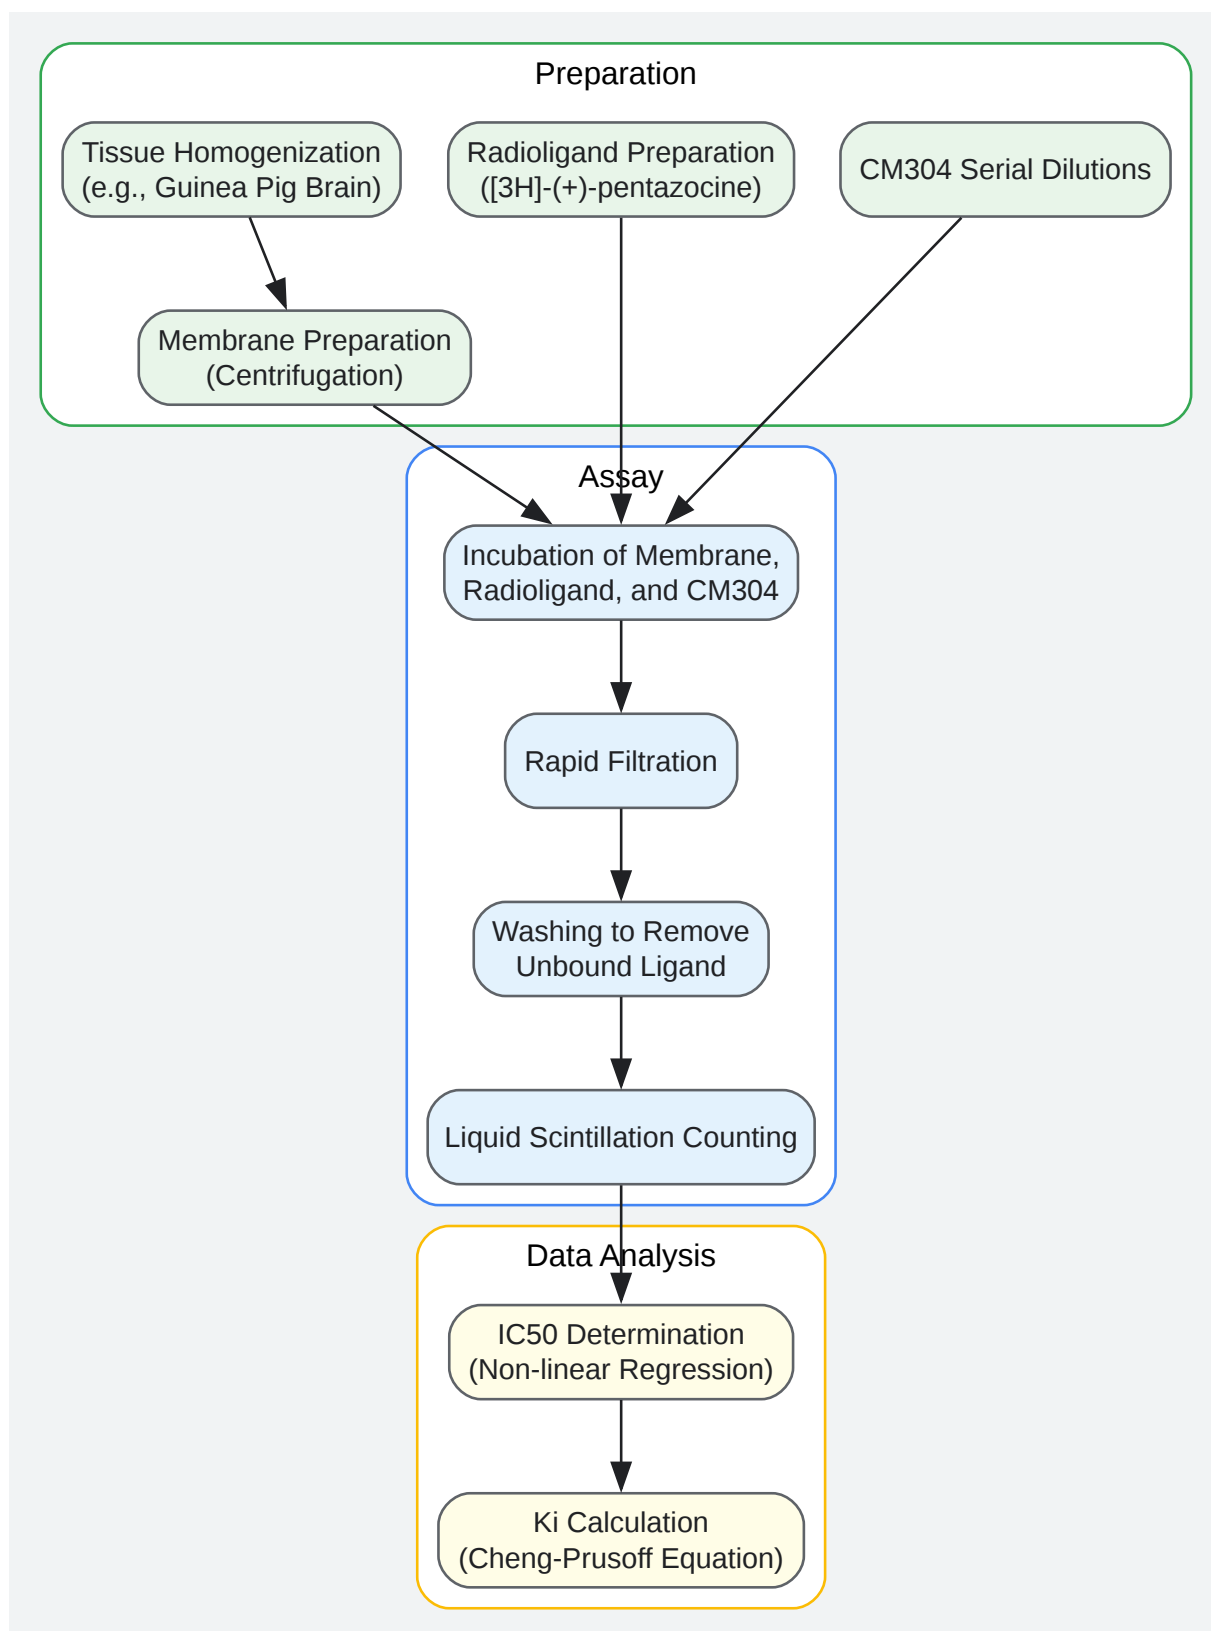 Preparation
Tissue Homogenization
(e.g., Guinea Pig Brain)
Radioligand Preparation
([3H]-(+)-pentazocine)
CM304 Serial Dilutions
Membrane Preparation
(Centrifugation)
Assay
Incubation of Membrane,
Radioligand, and CM304
Rapid Filtration
Washing to Remove
Unbound Ligand
Liquid Scintillation Counting
Data Analysis
IC50 Determination
(Non-linear Regression)
Ki Calculation
(Cheng-Prusoff Equation)